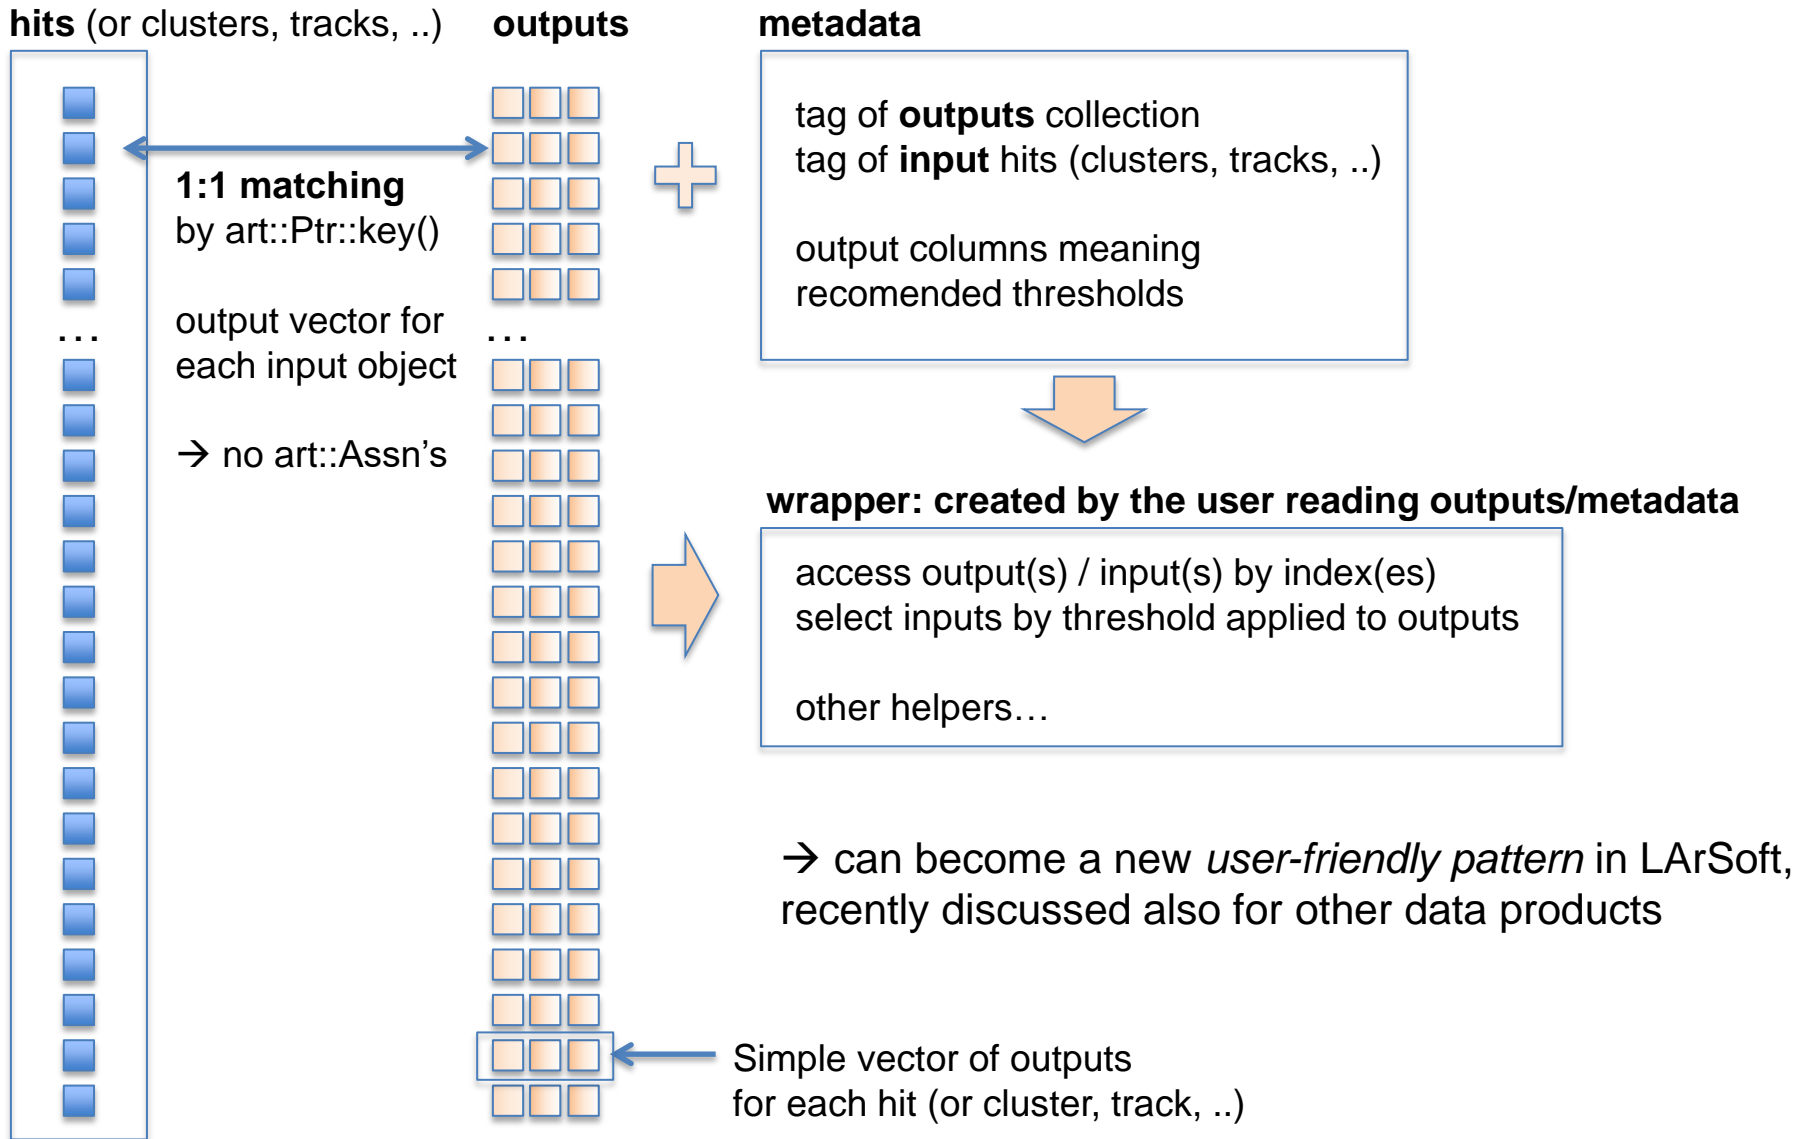 hits (or clusters, tracks, ..)
outputs
metadata
1:1 matching
by art::Ptr::key()
output vector for
each input object
→ no art::Assn’s
…
…
tag of outputs collection
tag of input hits (clusters, tracks, ..)
output columns meaning
recomended thresholds
wrapper: created by the user reading outputs/metadata
access output(s) / input(s) by index(es)
select inputs by threshold applied to outputs
other helpers…
→ can become a new user-friendly pattern in LArSoft,
recently discussed also for other data products
Simple vector of outputs
for each hit (or cluster, track, ..)